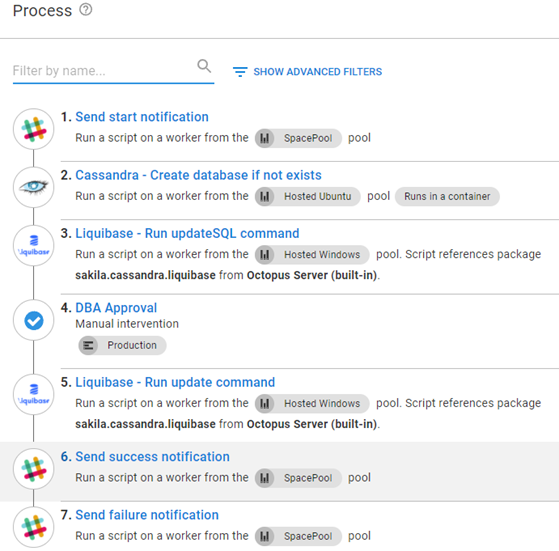 Process ?
Filter by name...
SHOW ADVANCED FILTERS
1. Send start notification
Run a script on a worker from the SpacePool pool
2. Cassandra - Create database if not exists
Run a script on a worker from the Hosted Ubuntu pool Runs in a container
3. Liquibase - Run updateSQL command
Run a script on a worker from the Hosted Windows pool. Script references package
sakila.cassandra.liquibase from Octopus Server (built-in).
4. DBA Approval
Manual intervention
Production
5. Liquibase - Run update command
Run a script on a worker from the Hosted Windows pool. Script references package
sakila.cassandra.liquibase from Octopus Server (built-in).
6. Send success notification
Run a script on a worker from the SpacePool pool
7. Send failure notification
Run a script on a worker from the SpacePool pool